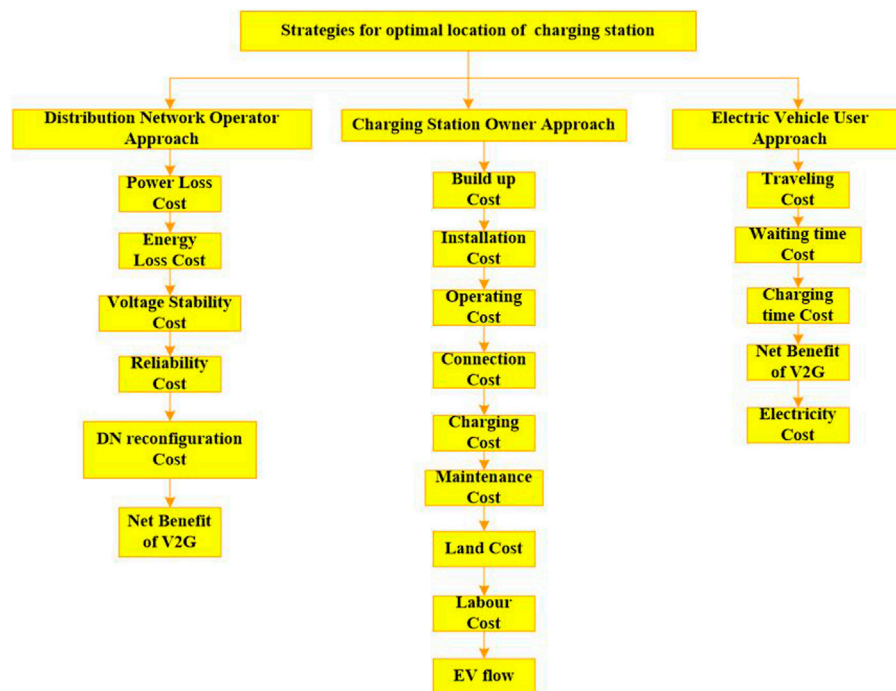 Strategies for optimal location of charging station
Distribution Network Operator
Approach
Power Loss
Cost
Energy
Loss Cost
Voltage Stability
Cost
Reliability
Cost
DN reconfiguration
Cost
Net Benefit
of V2G
Charging Station Owner Approach
Build up
Cost
Installation
Cost
Operating
Cost
Connection
Cost
Charging
Cost
Maintenance
Cost
Land Cost
Labour
Cost
EV flow
Electric Vehicle User
Approach
Traveling
Cost
Waiting time
Cost
Charging
time Cost
Net Benefit
of V2G
Electricity
Cost